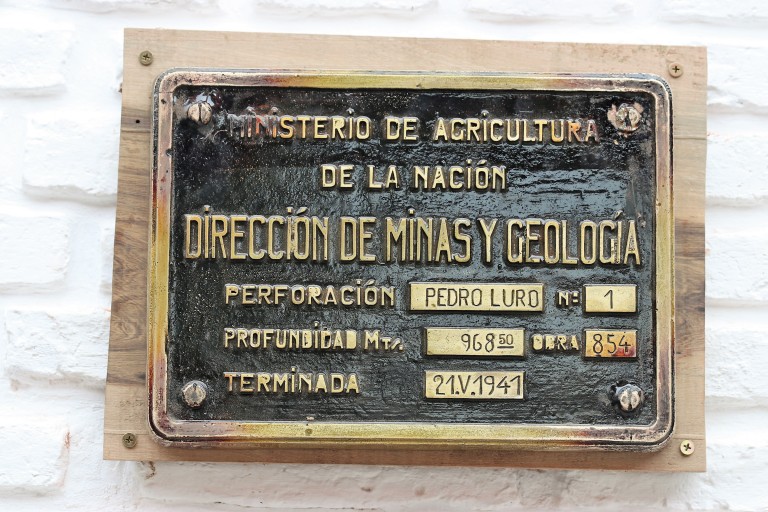 MINISTERIO DE AGRICULTURA
DE LA NACIÓN
DIRECCIÓN DE MINAS Y GEOLOGÍA
PERFORACIÓN PEDRO LURO Nº 1
PROFUNDIDAD MTS. 968 50 OBRA 854
TERMINADA 21.V.1941